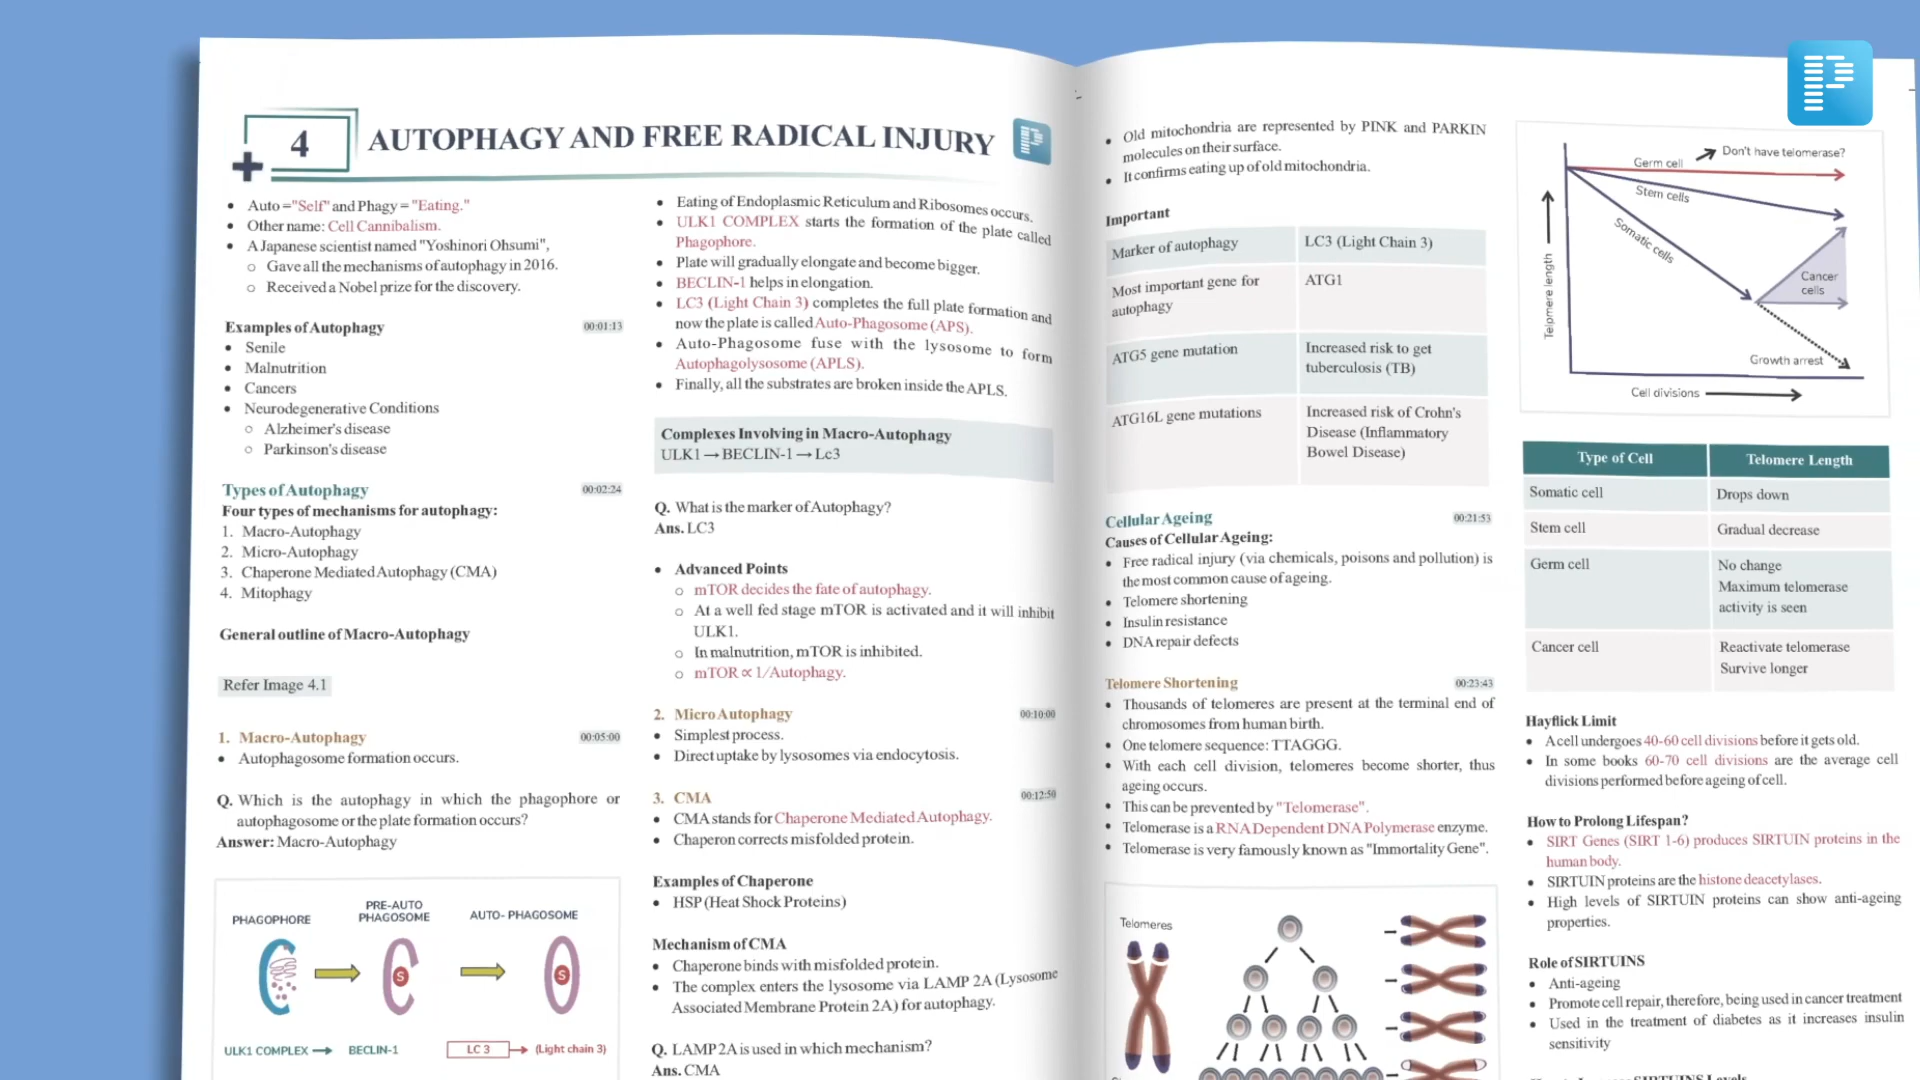 4
AUTOPHAGY AND FREE RADICAL INJURY
• Auto = "Self" and Phagy = "Eating."
• Other name: Cell Cannibalism.
• A Japanese scientist named "Yoshinori Ohsumi",
○ Gave all the mechanisms of autophagy in 2016.
○ Received a Nobel prize for the discovery.
Examples of Autophagy 00:01:13
• Senile
• Malnutrition
• Cancers
• Neurodegenerative Conditions
○ Alzheimer's disease
○ Parkinson's disease
Types of Autophagy 00:02:24
Four types of mechanisms for autophagy:
1. Macro-Autophagy
2. Micro-Autophagy
3. Chaperone Mediated Autophagy (CMA)
4. Mitophagy
General outline of Macro-Autophagy
Refer Image 4.1
1. Macro-Autophagy 00:05:00
• Autophagosome formation occurs.
Q. Which is the autophagy in which the phagophore or
autophagosome or the plate formation occurs?
Answer: Macro-Autophagy
PHAGOPHORE
PRE-AUTO
PHAGOSOME
AUTO- PHAGOSOME
S
S
ULK1 COMPLEX → BECLIN-1
LC 3 → (Light chain 3)
• Eating of Endoplasmic Reticulum and Ribosomes occurs.
• ULK1 COMPLEX starts the formation of the plate called
Phagophore.
• Plate will gradually elongate and become bigger.
• BECLIN-1 helps in elongation.
• LC3 (Light Chain 3) completes the full plate formation and
now the plate is called Auto-Phagosome (APS).
• Auto-Phagosome fuse with the lysosome to form
Autophagolysosome (APLS).
• Finally, all the substrates are broken inside the APLS.
Complexes Involving in Macro-Autophagy
ULK1 → BECLIN-1 → Lc3
Q. What is the marker of Autophagy?
Ans. LC3
• Advanced Points
○ mTOR decides the fate of autophagy.
○ At a well fed stage mTOR is activated and it will inhibit
ULK1.
○ In malnutrition, mTOR is inhibited.
○ mTOR ∝ 1/Autophagy.
2. Micro Autophagy 00:10:00
• Simplest process.
• Direct uptake by lysosomes via endocytosis.
3. CMA 00:12:50
• CMA stands for Chaperone Mediated Autophagy.
• Chaperon corrects misfolded protein.
Examples of Chaperone
• HSP (Heat Shock Proteins)
Mechanism of CMA
• Chaperone binds with misfolded protein.
• The complex enters the lysosome via LAMP 2A (Lysosome
Associated Membrane Protein 2A) for autophagy.
Q. LAMP 2A is used in which mechanism?
Ans. CMA
• Old mitochondria are represented by PINK and PARKIN
molecules on their surface.
• It confirms eating up of old mitochondria.
Important
Marker of autophagy LC3 (Light Chain 3)
Most important gene for ATG1
autophagy
ATG5 gene mutation Increased risk to get
tuberculosis (TB)
ATG16L gene mutations Increased risk of Crohn's
Disease (Inflammatory
Bowel Disease)
Cellular Ageing 00:21:53
Causes of Cellular Ageing:
• Free radical injury (via chemicals, poisons and pollution) is
the most common cause of ageing.
• Telomere shortening
• Insulin resistance
• DNA repair defects
Telomere Shortening 00:23:43
• Thousands of telomeres are present at the terminal end of
chromosomes from human birth.
• One telomere sequence: TTAGGG.
• With each cell division, telomeres become shorter, thus
ageing occurs.
• This can be prevented by "Telomerase".
• Telomerase is a RNA Dependent DNA Polymerase enzyme.
• Telomerase is very famously known as "Immortality Gene".
Telomeres
Germ cell
Don't have telomerase?
Stem cells
Somatic cells
Cancer
cells
Growth arrest
Telpmere length
Cell divisions
Type of Cell Telomere Length
Somatic cell Drops down
Stem cell Gradual decrease
Germ cell No change
Maximum telomerase
activity is seen
Cancer cell Reactivate telomerase
Survive longer
Hayflick Limit
• A cell undergoes 40-60 cell divisions before it gets old.
• In some books 60-70 cell divisions are the average cell
divisions performed before ageing of cell.
How to Prolong Lifespan?
• SIRT Genes (SIRT 1-6) produces SIRTUIN proteins in the
human body.
• SIRTUIN proteins are the histone deacetylases.
• High levels of SIRTUIN proteins can show anti-ageing
properties.
Role of SIRTUINS
• Anti-ageing
• Promote cell repair, therefore, being used in cancer treatment
• Used in the treatment of diabetes as it increases insulin
sensitivity